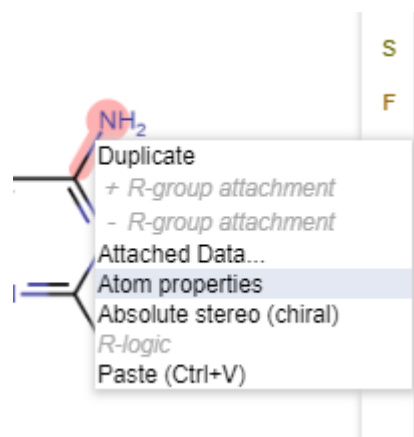 S
F
NH2
Duplicate
+ R-group attachment
- R-group attachment
Attached Data...
Atom properties
Absolute stereo (chiral)
R-logic
Paste (Ctrl+V)